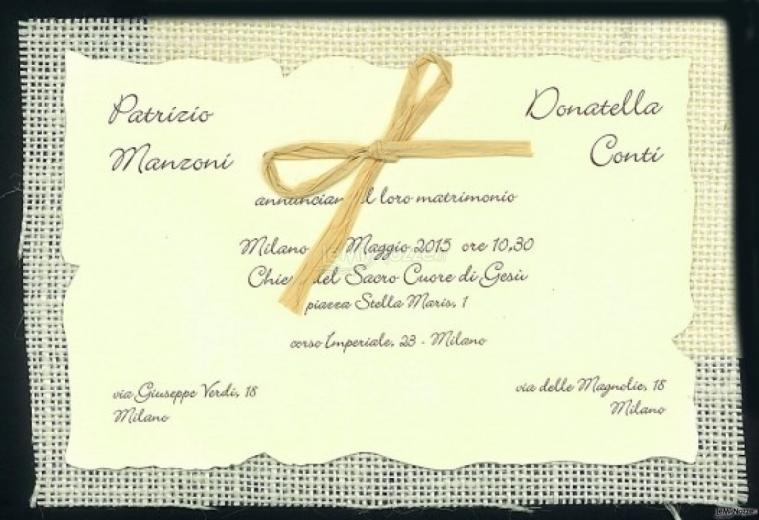 Patrizio
Manzoni
Donatella
Conti
loro matrimonio
Milano Maggio 2015 ore 10,30
del Sacro Cuore di Gesù
piazza Stella Maris, 1
corso Imperiale, 23 - Milano
via Giuseppe Verdi, 18
Milano
via delle Magnolie, 18
Milano